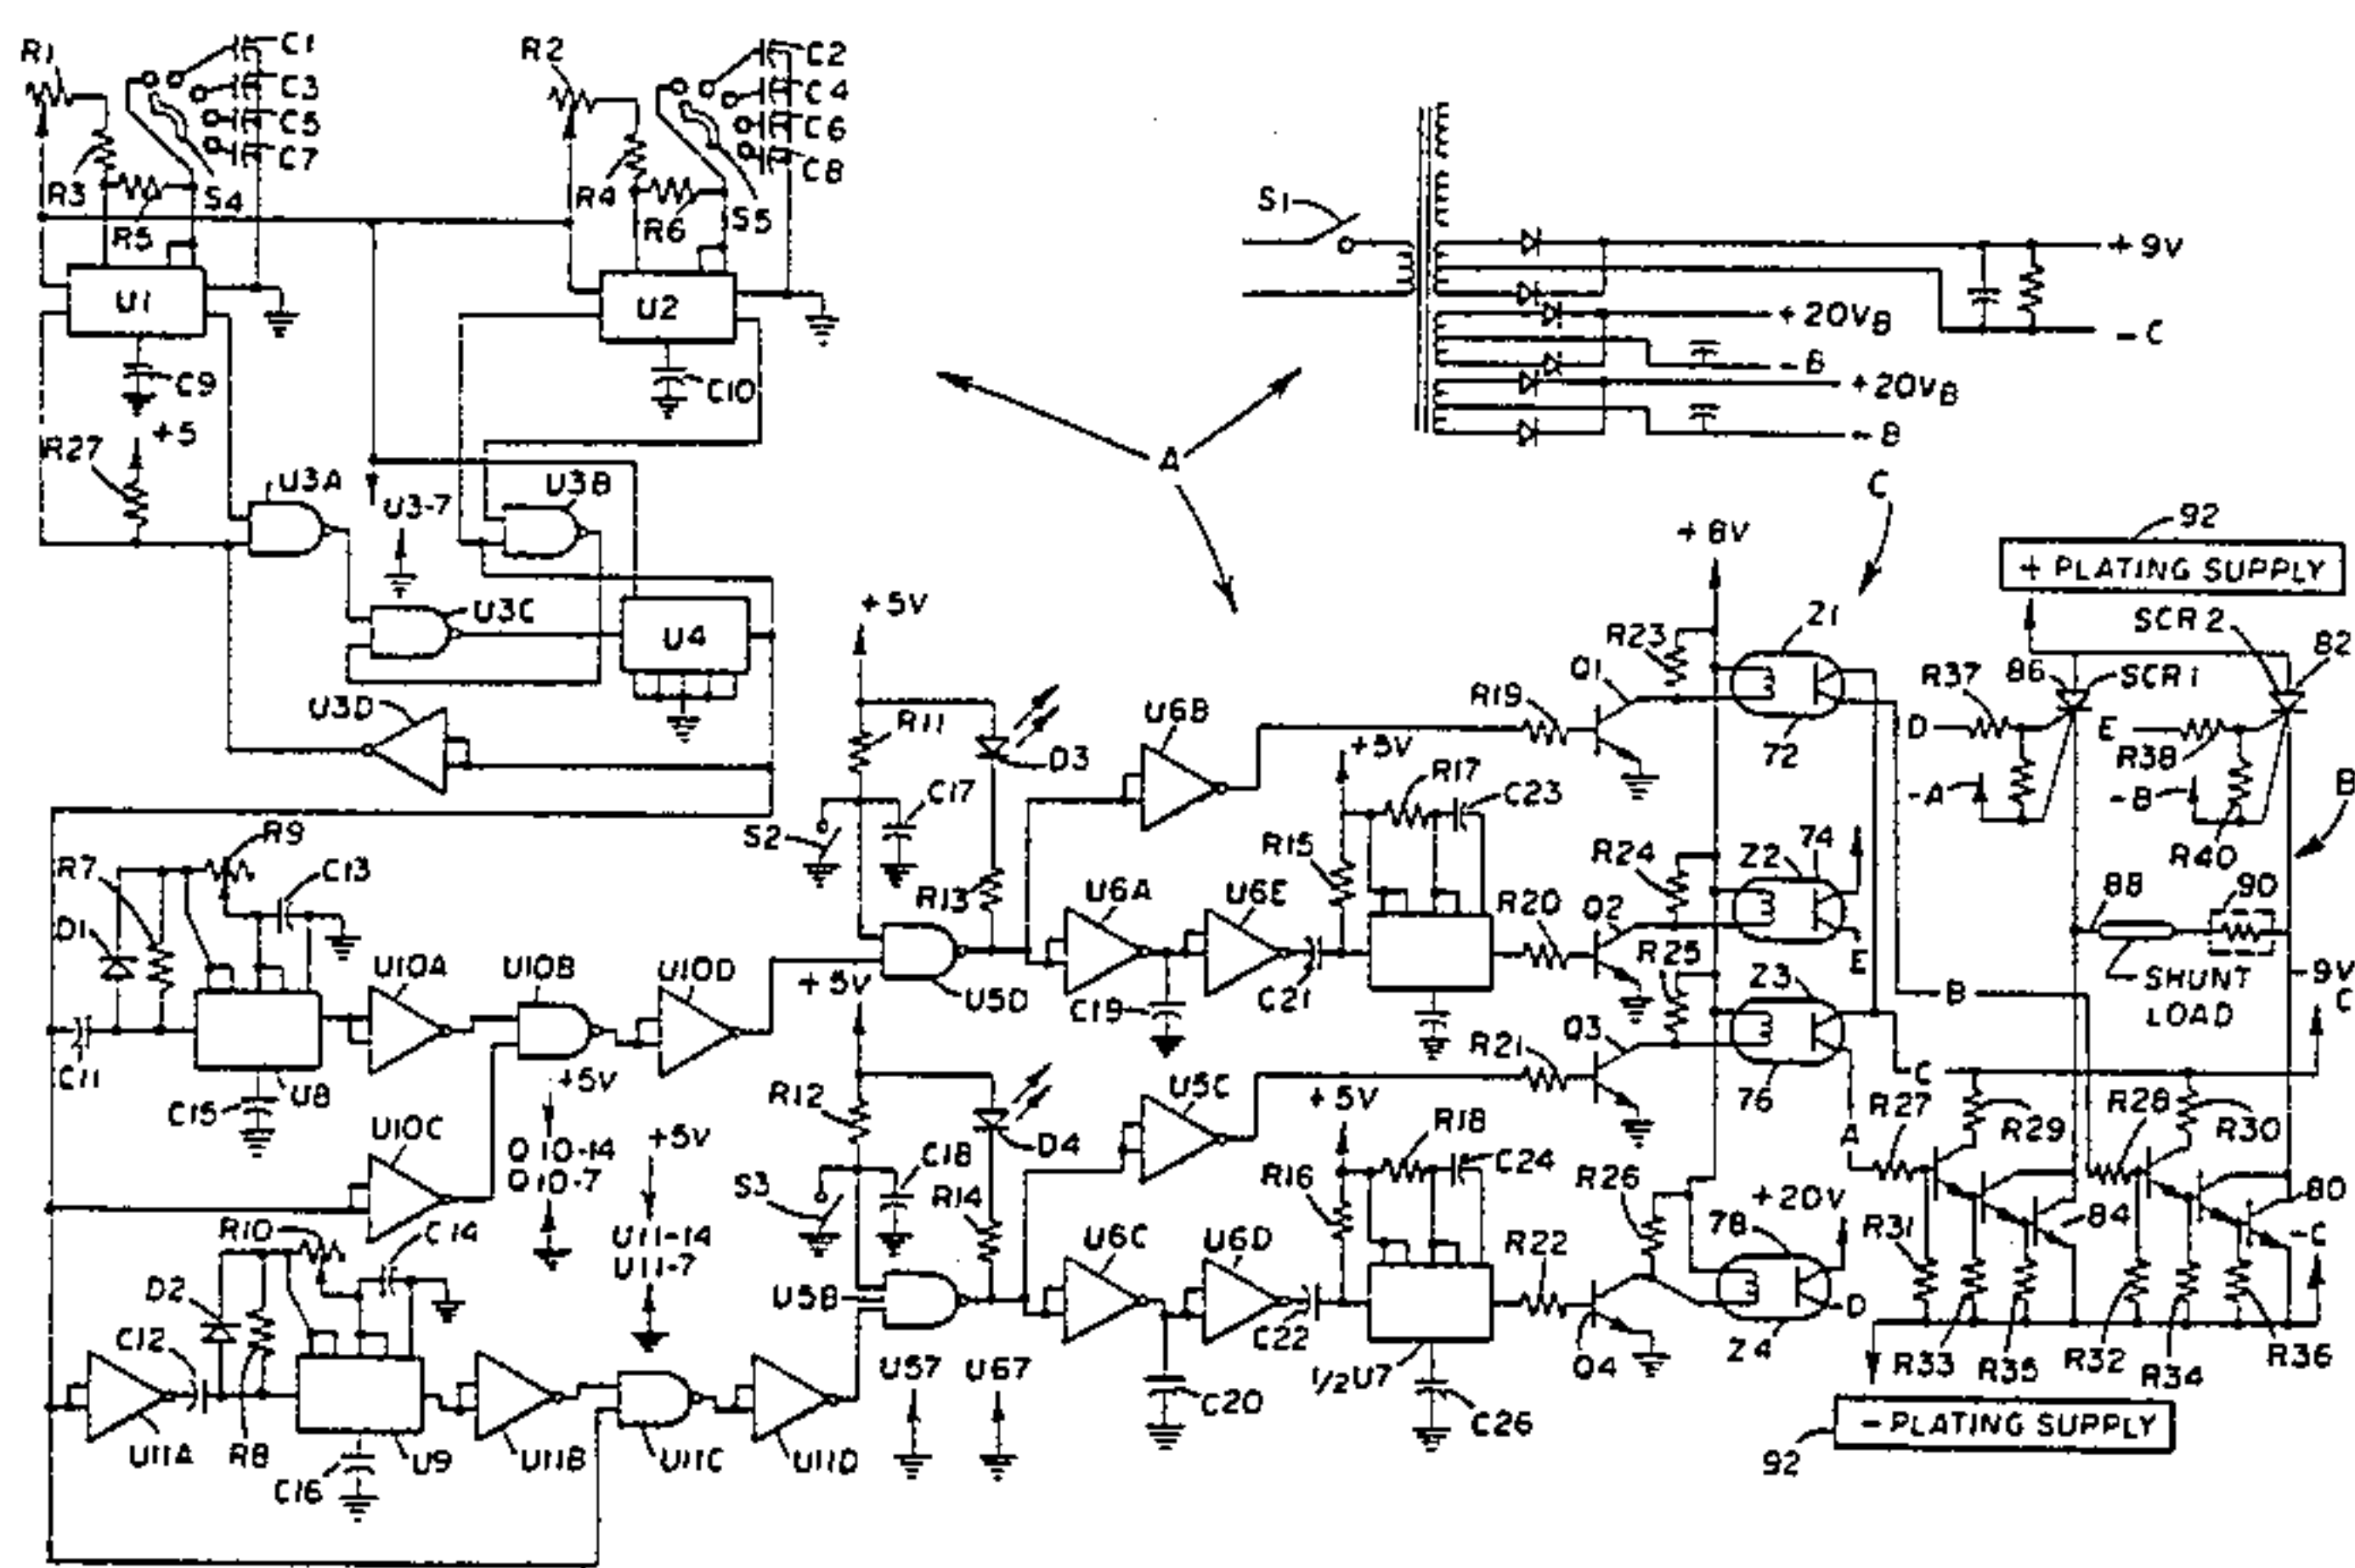 R1
C1
C3
C5
C7
R3
R5
S4
U1
C9
R2
C2
C4
C6
C8
R4
R6
S5
U2
C10
S1
+9V
-C
+20VB
-B
+20VB
-B
A
C
+5
R27
U3A
U3-7
U3B
U3C
U4
U3D
+5V
R11
D3
S2
C17
R13
U6B
U6A
U6E
C19
U5D
C21
+5V
R15
R17
C23
R19
Q1
R20
Q2
+8V
R23
Z1
72
R24
Z2
74
E
R25
Z3
76
A
B
C
92
+ PLATING SUPPLY
SCR 2
82
86
SCR 1
R37
D
-A
E
R38
-B
R40
B
88
90
SHUNT
LOAD
-9V
C
R9
R7
C13
D1
C11
C15
U8
U10A
U10B
U10D
U10C
+5V
Q10-14
Q10-7
+5V
U11-14
U11-7
+5V
R12
D4
S3
C18
R14
U5C
R21
Q3
+5V
R16
R18
C24
R22
Q4
R26
+20V
78
D
Z4
R27
R29
R28
R30
R31
84
80
-C
R33
R35
R32
R34
R36
R10
C14
D2
C12
U11A
R8
C16
U9
U11B
U11C
U11D
U5B
U57
U67
U6C
U6D
C20
C22
1/2U7
C26
92
- PLATING SUPPLY